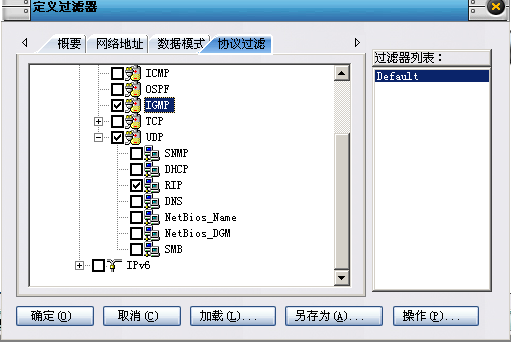 定义过滤器
概要 网络地址 数据模式 协议过滤
过滤器列表：
Default
ICMP
OSPF
IGMP
TCP
UDP
SNMP
DHCP
RIP
DNS
NetBios_Name
NetBios_DGM
SMB
IPv6
确定(O) 取消(C) 加载(L)... 另存为(A)... 操作(P)...